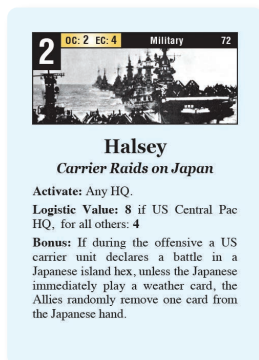 2
OC: 2 EC: 4 Military 72
Halsey
Carrier Raids on Japan
Activate: Any HQ.
Logistic Value: 8 if US Central Pac
HQ, for all others: 4
Bonus: If during the offensive a US
carrier unit declares a battle in a
Japanese island hex, unless the Japanese
immediately play a weather card, the
Allies randomly remove one card from
the Japanese hand.